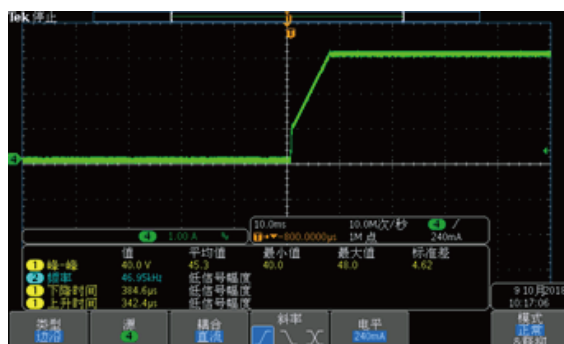 Tek 停止
4
4 1.00 A
10.0ms 10.0M次/秒 4
-800.0000µs 1M 点 240mA
值 平均值 最小值 最大值 标准差
1 峰-峰 40.0 V 45.3 40.0 48.0 4.62
2 频率 46.95kHz 低信号幅度
1 下降时间 384.6µs 低信号幅度
1 上升时间 342.4µs 低信号幅度
9 10月2018
10:17:06
类型 源 耦合 斜率 电平 模式
边沿 4 直流 240mA 正常
&释抑